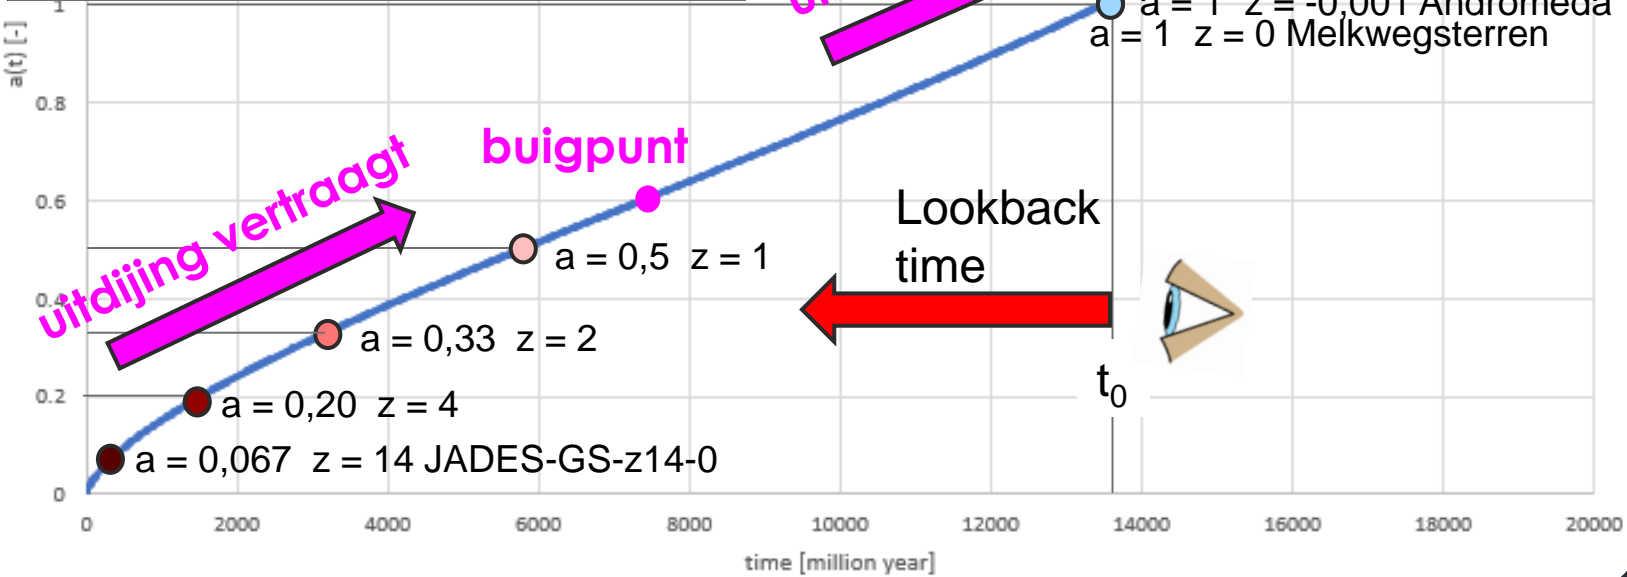 a = 1 z = -0,001 Andromeda
1
a = 1 z = 0 Melkwegsterren
a(t) [-]
0.8
buigpunt
uitdijing vertraagt
0.6
Lookback
time
a = 0,5 z = 1
0.4
a = 0,33 z = 2
t₀
0.2
a = 0,20 z = 4
a = 0,067 z = 14 JADES-GS-z14-0
0
0 2000 4000 6000 8000 10000 12000 14000 16000 18000 20000
time [million year]